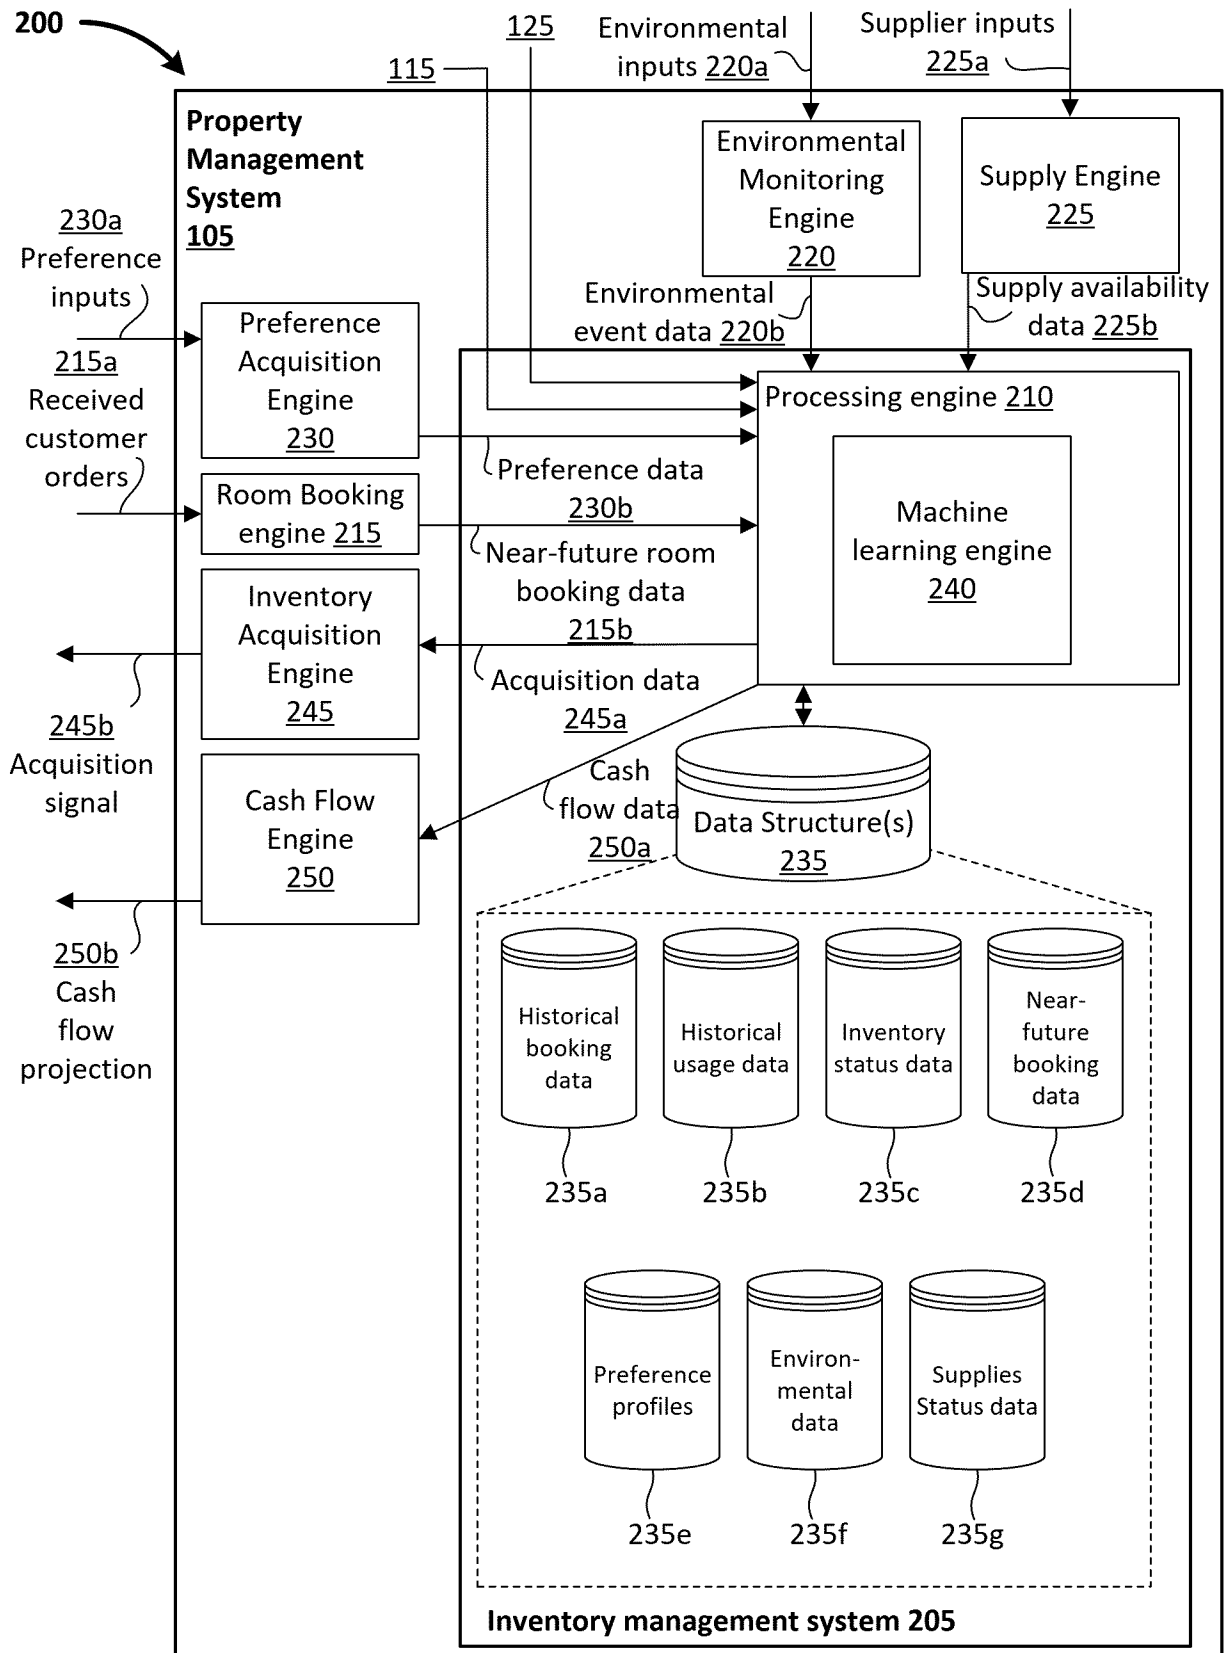 200
125
115
Environmental
inputs 220a
Supplier inputs
225a
Property
Management
System
105
Environmental
Monitoring
Engine
220
Supply Engine
225
230a
Preference
inputs
Environmental
event data 220b
Supply availability
data 225b
215a
Received
customer
orders
Preference
Acquisition
Engine
230
Processing engine 210
Preference data
230b
Room Booking
engine 215
Machine
learning engine
240
Near-future room
booking data
215b
Inventory
Acquisition
Engine
245
Acquisition data
245a
245b
Acquisition
signal
Cash Flow
Engine
250
Cash
flow data
250a
Data Structure(s)
235
250b
Cash
flow
projection
Historical
booking
data
Historical
usage data
Inventory
status data
Near-
future
booking
data
235a
235b
235c
235d
Preference
profiles
Environ-
mental
data
Supplies
Status data
235e
235f
235g
Inventory management system 205